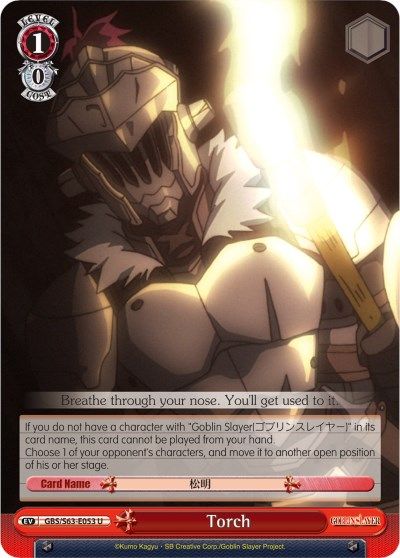 LEVEL
1
0
COST
Breathe through your nose. You'll get used to it.
If you do not have a character with "Goblin Slayer(ゴブリンスレイヤー)" in its
card name, this card cannot be played from your hand.
Choose 1 of your opponent's characters, and move it to another open position
of his or her stage.
Card Name 松明
EV GBS/S63-E053 U Torch GOBLIN SLAYER
©Kumo Kagyu・SB Creative Corp./Goblin Slayer Project.